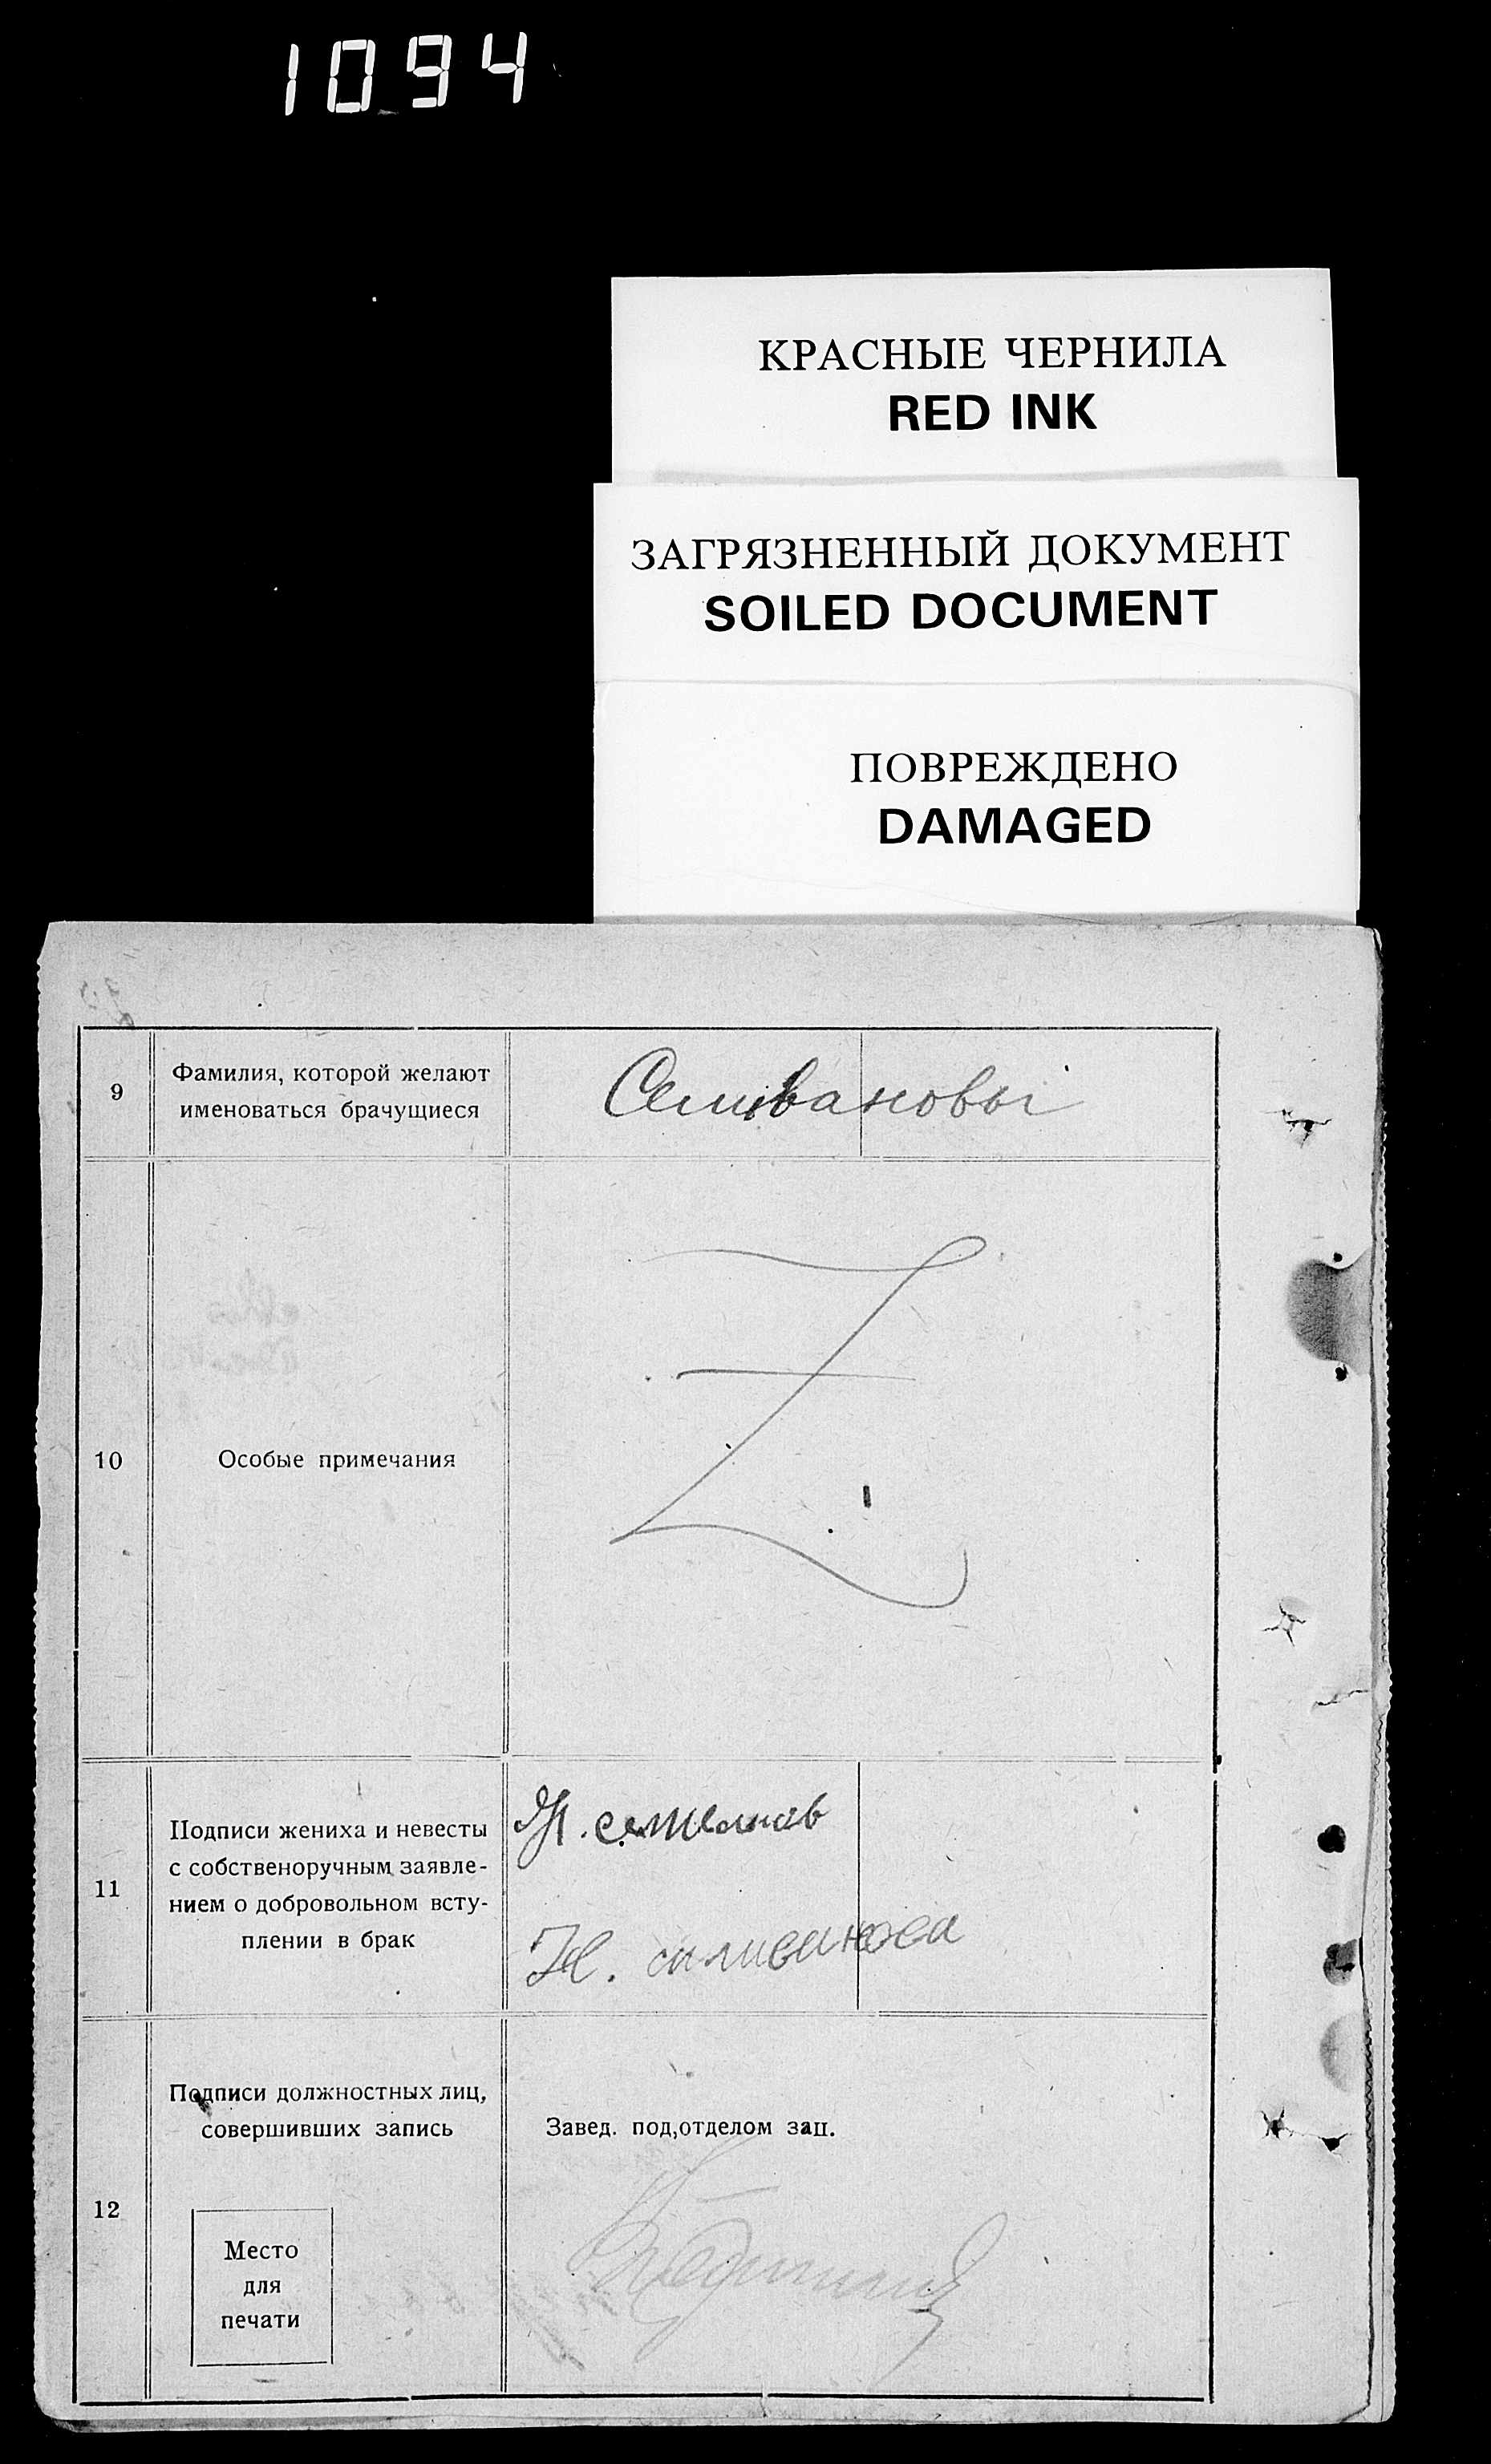 1094
КРАСНЫЕ ЧЕРНИЛА
RED INK
ЗАГРЯЗНЕННЫЙ ДОКУМЕНТ
SOILED DOCUMENT
ПОВРЕЖДЕНО
DAMAGED
9
Фамилия, которой желают
именоваться брачущиеся
Селивановы
10
Особые примечания
Z
11
Подписи жениха и невесты
с собственоручным заявле-
нием о добровольном всту-
плении в брак
Н. силиванова
12
Подписи должностных лиц,
совершивших запись
Завед. под,отделом зап.
Место
для
печати